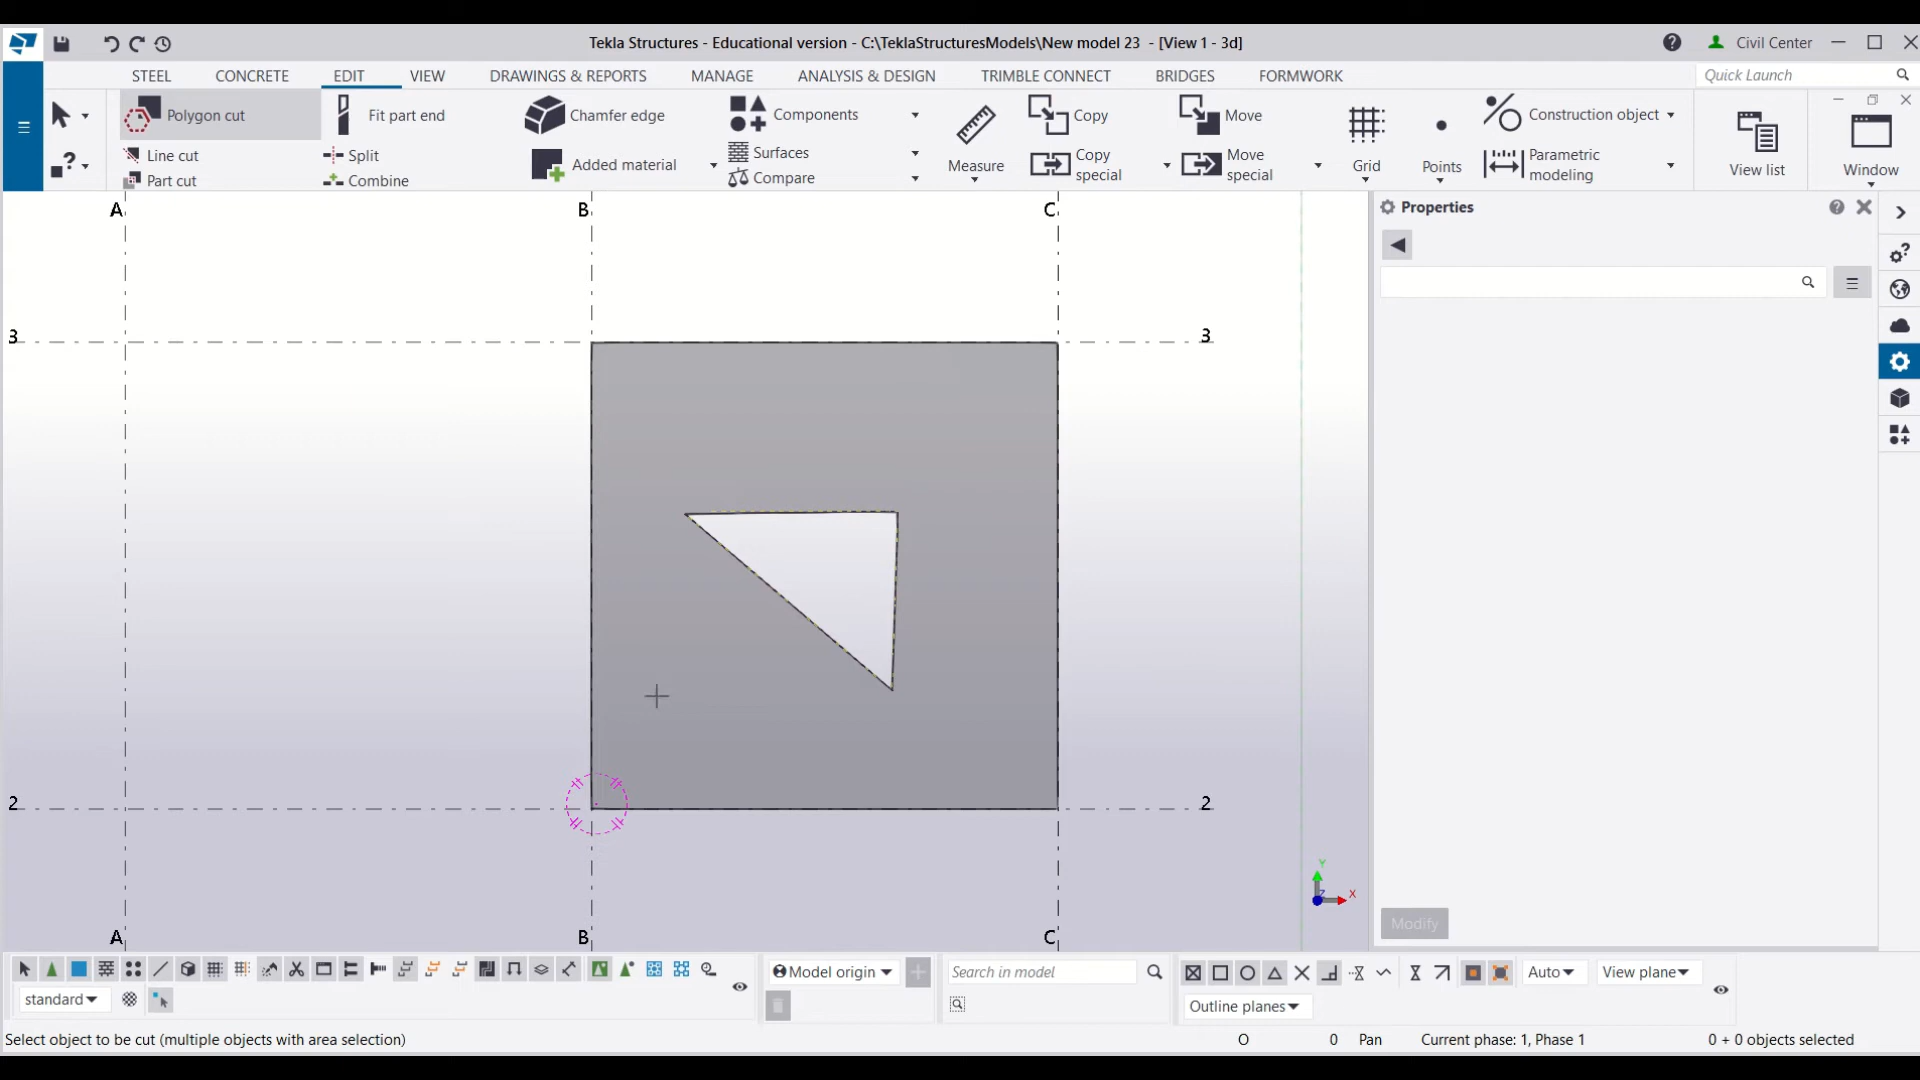 Tekla Structures - Educational version - C:\TeklaStructuresModels\New model 23 - [View 1 - 3d]
Civil Center
STEEL CONCRETE EDIT VIEW DRAWINGS & REPORTS MANAGE ANALYSIS & DESIGN TRIMBLE CONNECT BRIDGES FORMWORK
Quick Launch
Polygon cut Fit part end Chamfer edge Components Copy Move Construction object
Line cut Split Added material Surfaces Measure Copy special Move special Grid Points Parametric modeling View list Window
Part cut Combine Compare
Properties
A B C
3 3
2 2
Y
X
Z
A B C
Modify
Model origin
Search in model
Auto
View plane
standard
Outline planes
Select object to be cut (multiple objects with area selection)
O 0 Pan Current phase: 1, Phase 1 0 + 0 objects selected